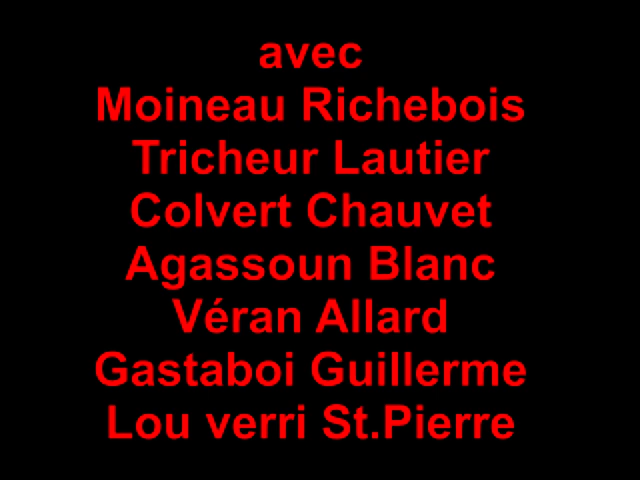 avec
Moineau Richebois
Tricheur Lautier
Colvert Chauvet
Agassoun Blanc
Véran Allard
Gastaboi Guillerme
Lou verri St.Pierre